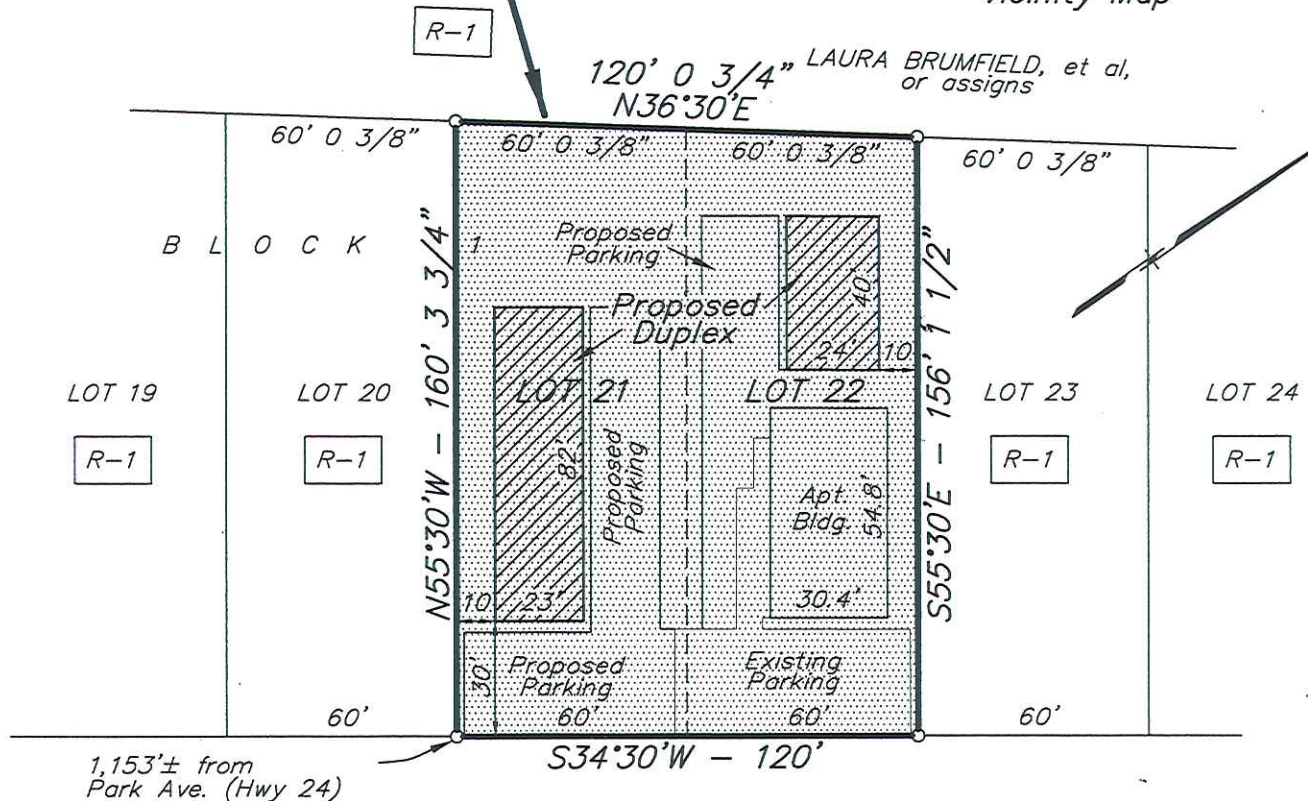 Vicinity Map
R-1
LAURA BRUMFIELD, et al,
or assigns
120' 0 3/4"
N36°30'E
60' 0 3/8"
60' 0 3/8"
60' 0 3/8"
60' 0 3/8"
B L O C K 1
N55°30'W - 160' 3 3/4"
S55°30'E - 156' 1 1/2"
Proposed
Parking
Proposed
Duplex
40'
24'
10
LOT 19
LOT 20
LOT 21
LOT 22
LOT 23
LOT 24
R-1
R-1
R-1
R-1
82'
Proposed
Parking
Apt.
Bldg.
54.8'
30.4'
10
23'
30'
Proposed
Parking
Existing
Parking
60'
60'
60'
60'
S34°30'W - 120'
1,153'± from
Park Ave. (Hwy 24)